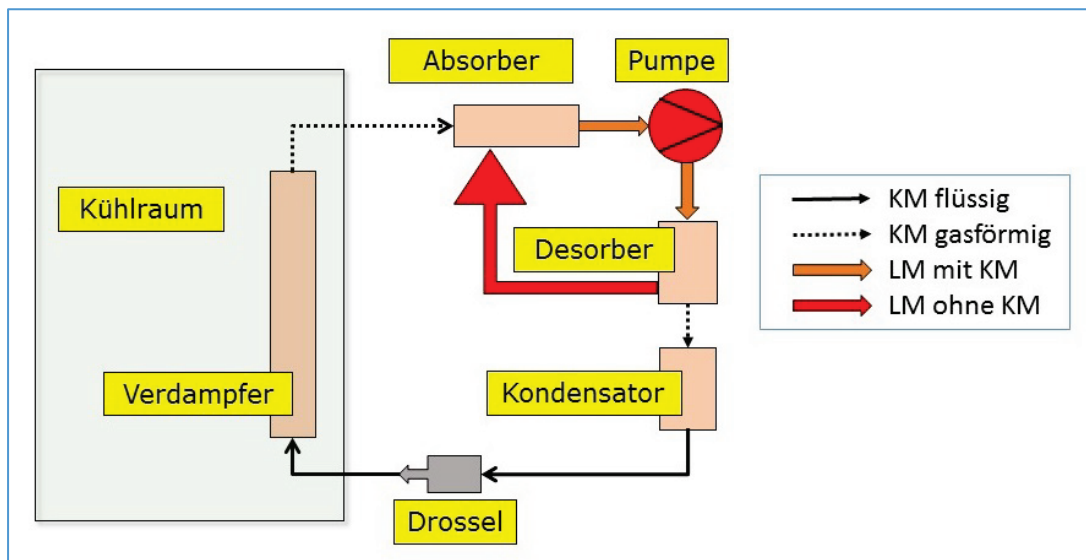 Absorber
Pumpe
Kühlraum
Desorber
Verdampfer
Kondensator
Drossel
KM flüssig
KM gasförmig
LM mit KM
LM ohne KM